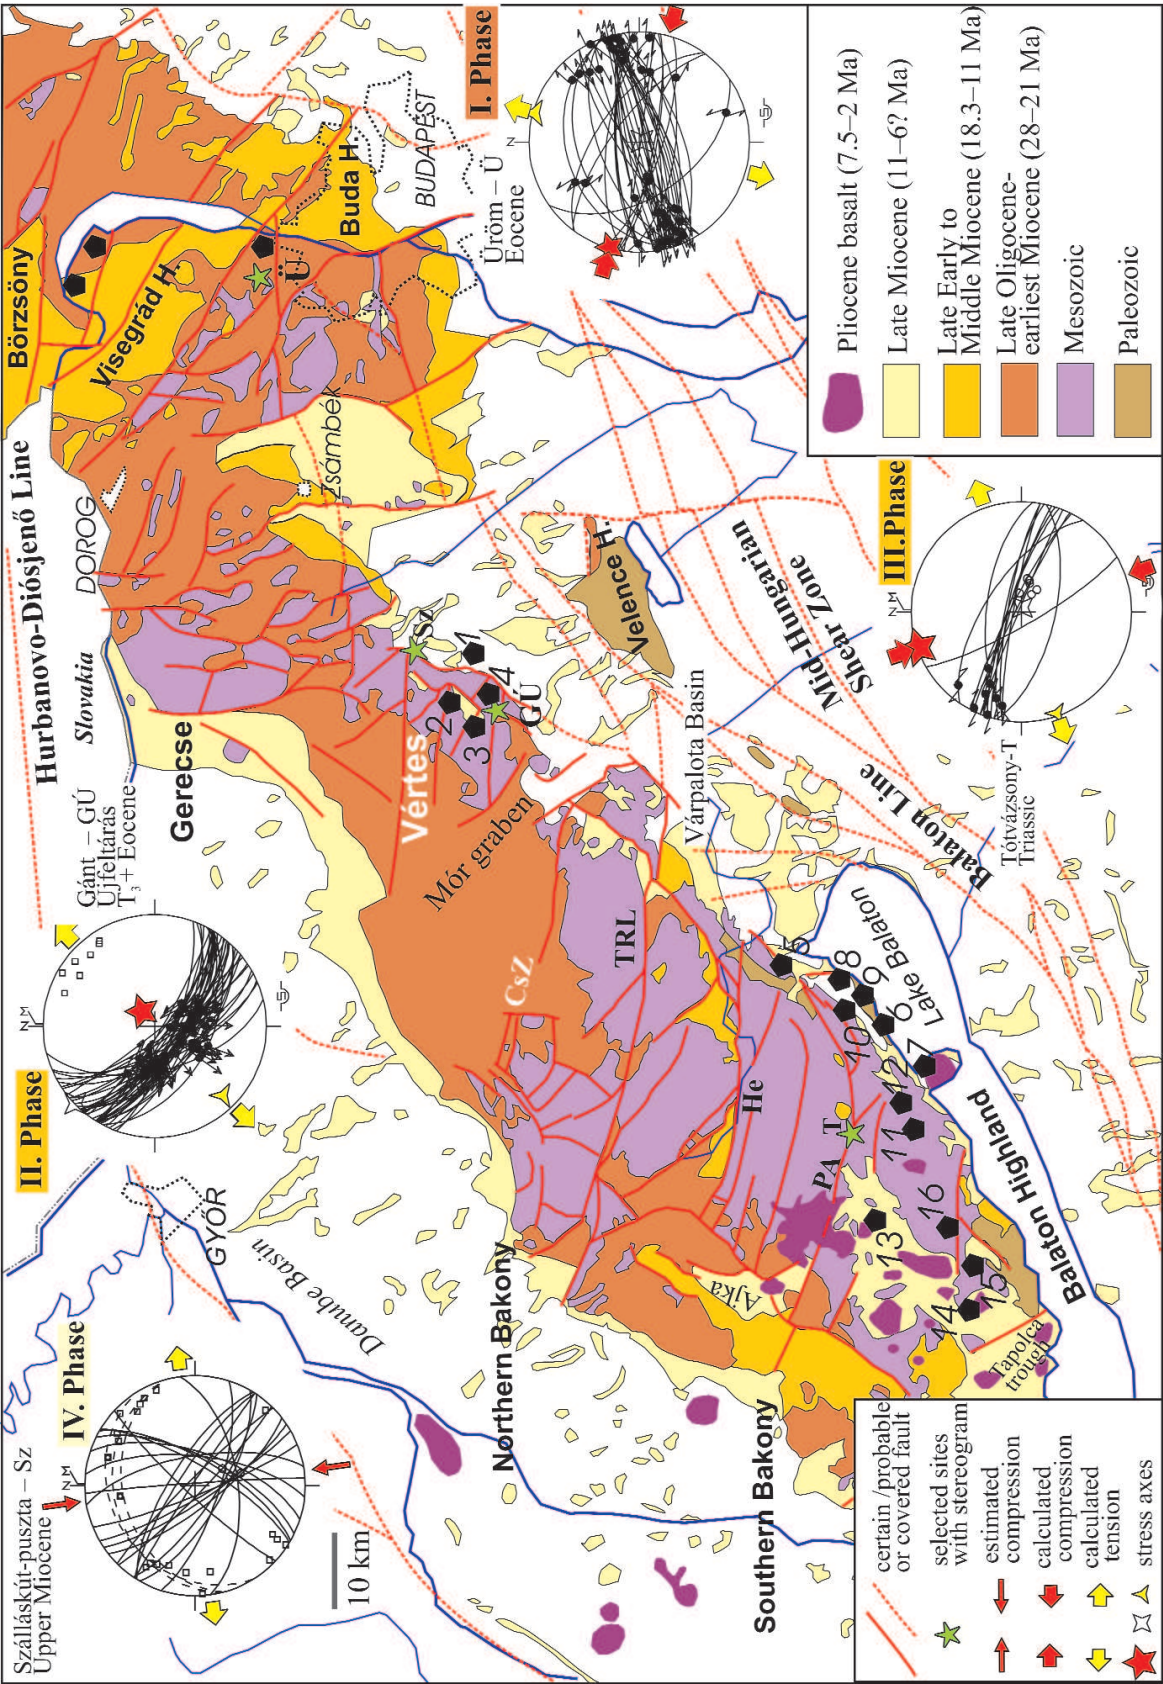 Szálláskút-puszta – Sz
Upper Miocene
IV. Phase
N
M
S
10 km
II. Phase
Gánt – GÚ
Újfeltárás
T3 + Eocene
N
M
S
Hurbanovo-Diósjenő Line
Slovakia
DOROG
Börzsöny
Visegrád H.
Ü
Buda H.
BUDAPEST
I. Phase
Üröm – Ü
Eocene
N
S
GYŐR
Danube Basin
Gerecse
Vértes
Zsámbék
Sz
1
2
3
4
GÚ
Mór graben
Velence H.
Mid-Hungarian
Shear Zone
Várpalota Basin
Balaton Line
Northern Bakony
CsZ
TRL
He
PA
T
Ajka
Southern Bakony
5
8
9
10
6
Lake Balaton
7
12
11
16
13
15
14
Tapolca
trough
Balaton Highland
III.Phase
N
M
S
Tótvázsony-T
Triassic
certain /probable
or covered fault
selected sites
with stereogram
estimated
compression
calculated
compression
calculated
tension
stress axes
Pliocene basalt (7.5–2 Ma)
Late Miocene (11–6? Ma)
Late Early to
Middle Miocene (18.3–11 Ma)
Late Oligocene-
earliest Miocene (28–21 Ma)
Mesozoic
Paleozoic